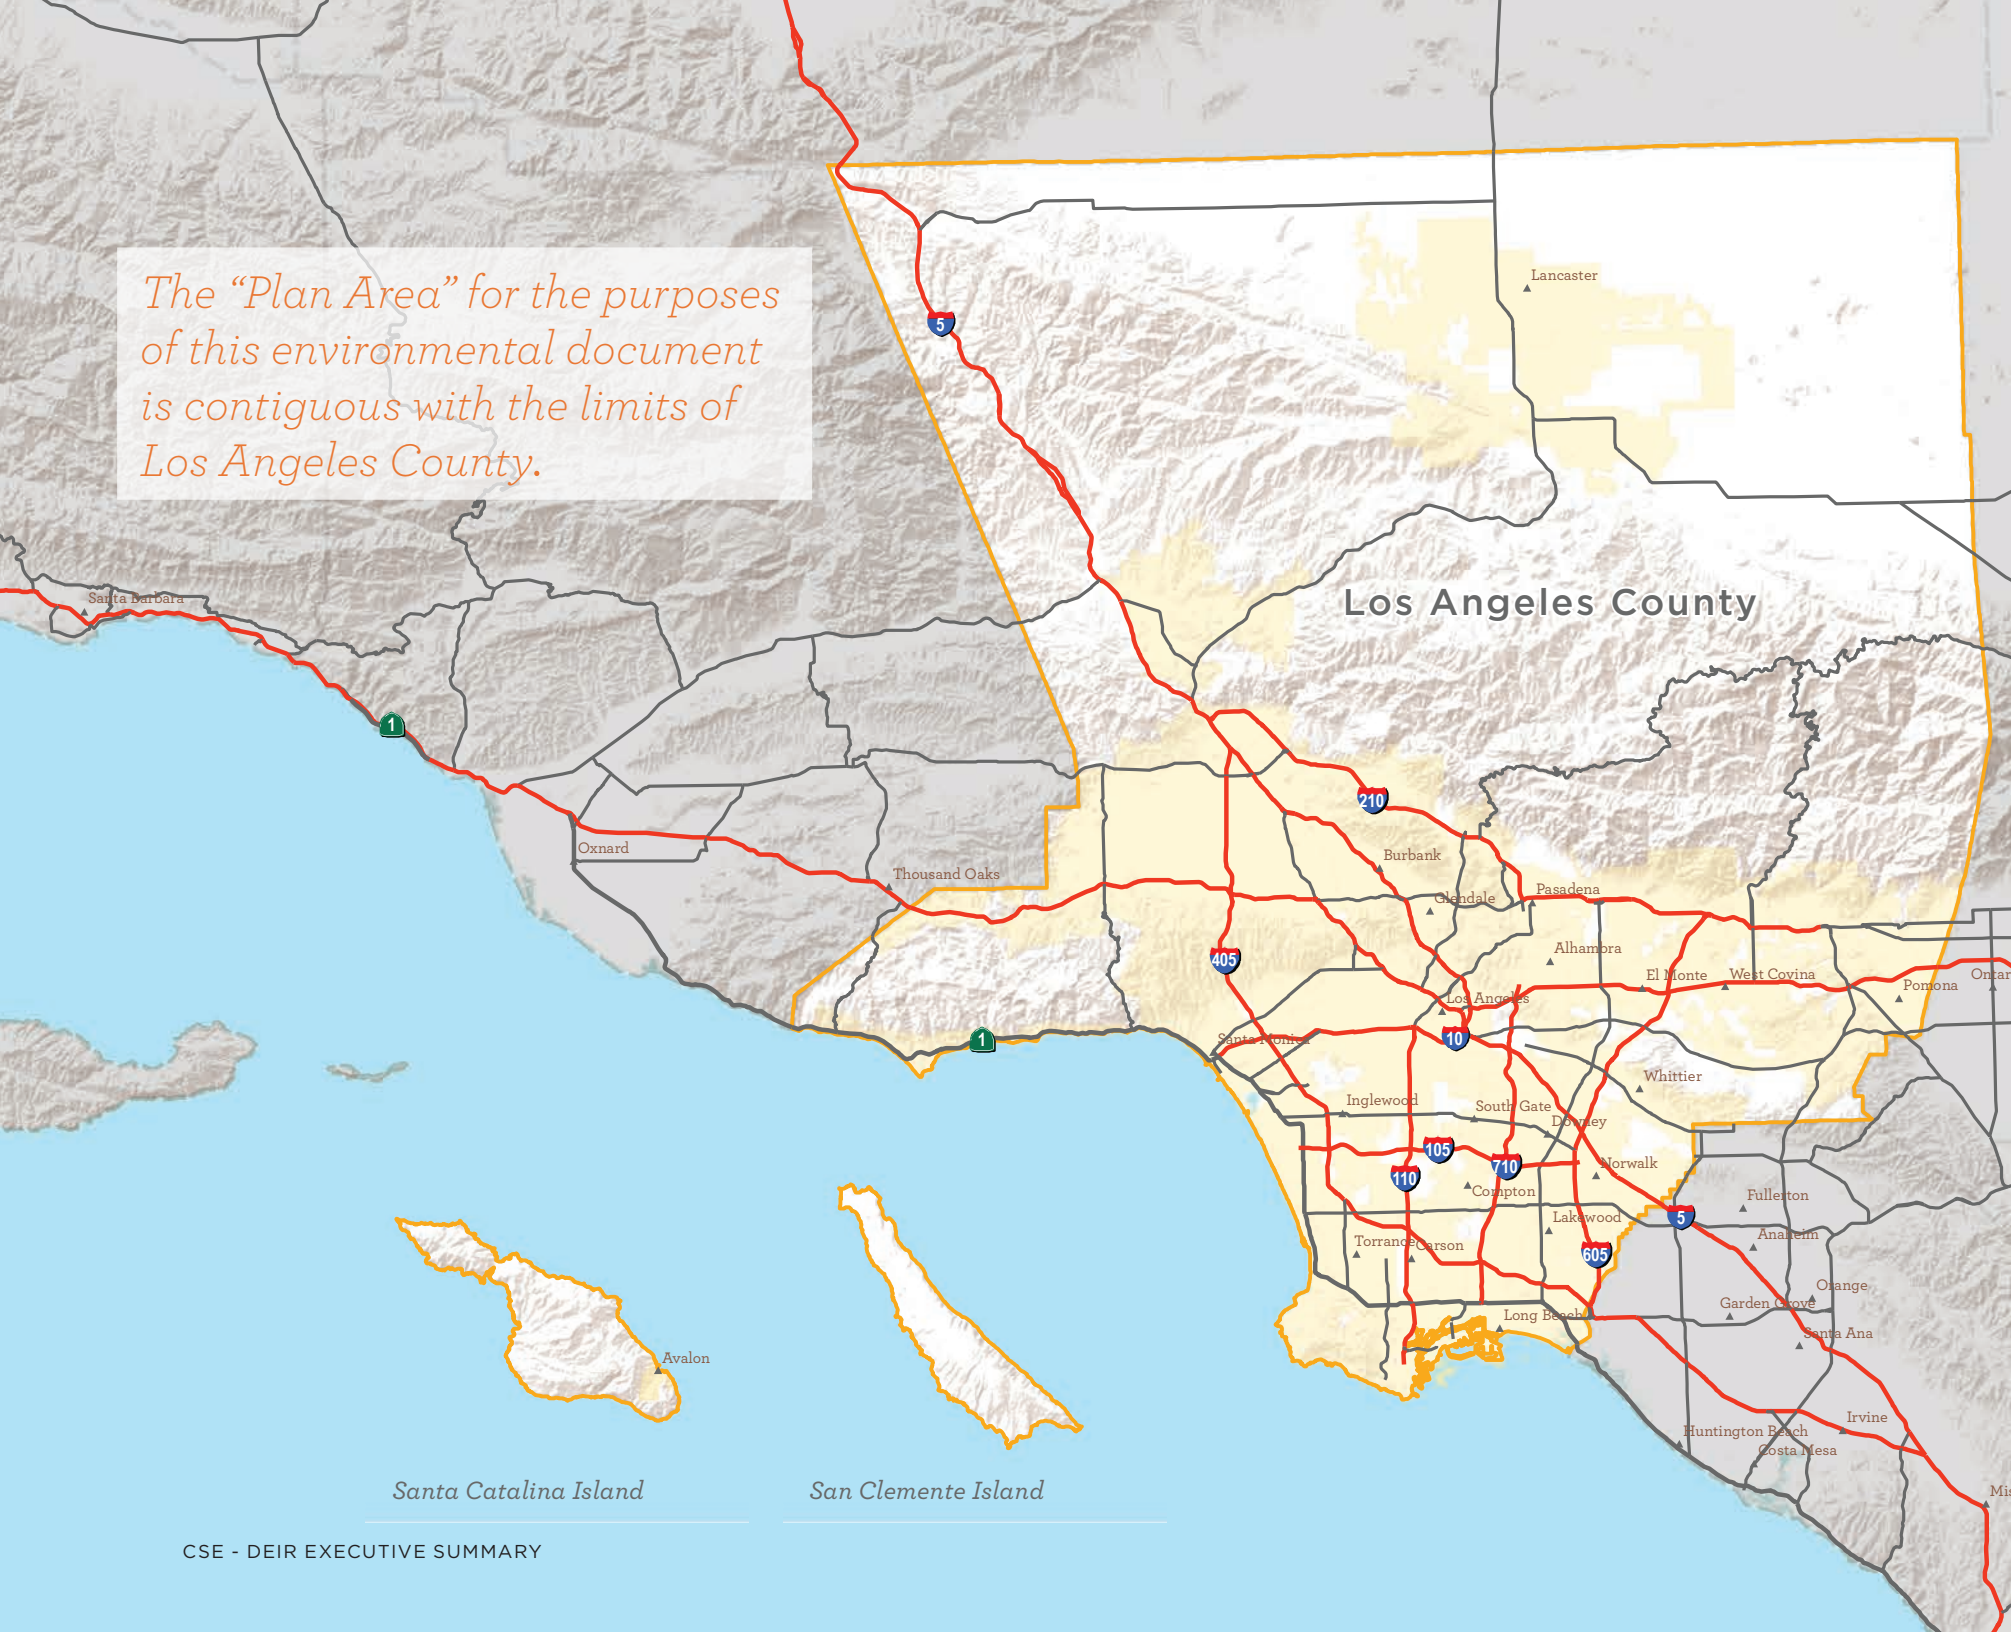 The “Plan Area” for the purposes
of this environmental document
is contiguous with the limits of
Los Angeles County.
Lancaster
5
Los Angeles County
Santa Barbara
1
210
Oxnard
Burbank
Thousand Oaks
Glendale
Pasadena
405
Alhambra
El Monte
West Covina
Ontar
Pomona
Los Angeles
1
Santa Monica
10
Whittier
Inglewood
South Gate
Downey
105
710
Norwalk
110
Compton
Fullerton
Lakewood
5
Anaheim
Torrance
Carson
605
Orange
Garden Grove
Long Beach
Santa Ana
Avalon
Irvine
Huntington Beach
Costa Mesa
Santa Catalina Island
San Clemente Island
Mis
CSE - DEIR EXECUTIVE SUMMARY